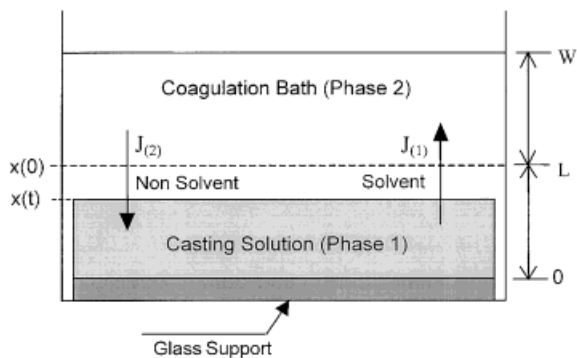 W
Coagulation Bath (Phase 2)
J(2)
J(1)
x(0)
L
Non Solvent
Solvent
x(t)
Casting Solution (Phase 1)
0
Glass Support